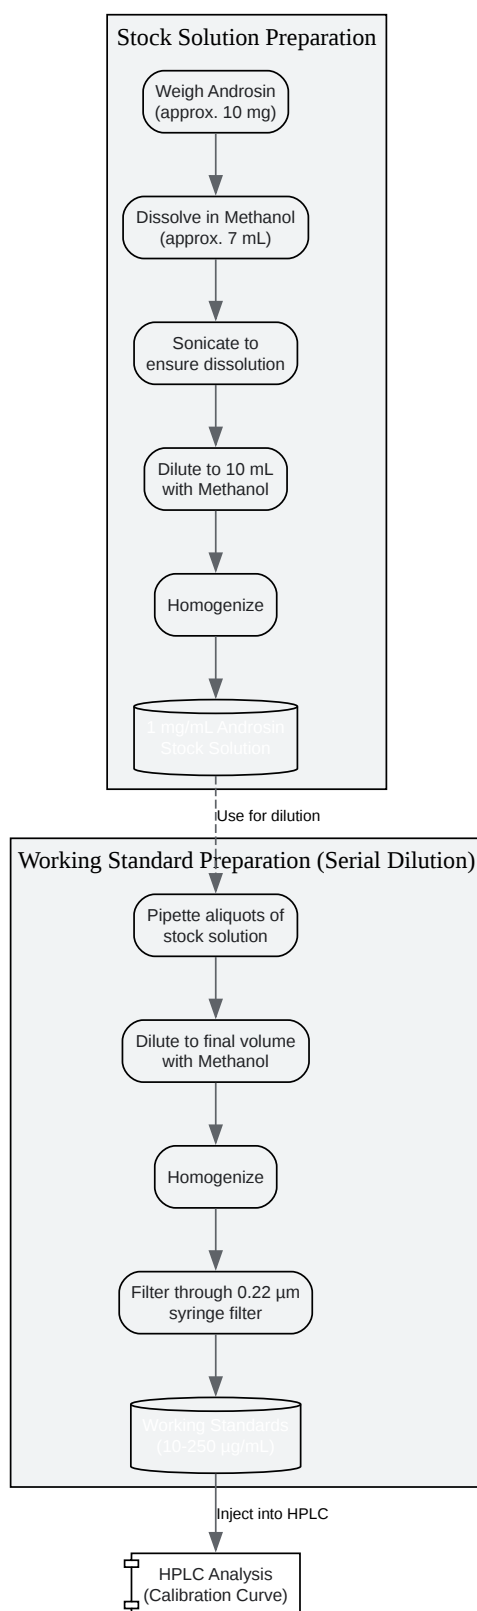 Stock Solution Preparation
Weigh Androsin
(approx. 10 mg)
Dissolve in Methanol
(approx. 7 mL)
Sonicate to
ensure dissolution
Dilute to 10 mL
with Methanol
Homogenize
1 mg/mL Androsin
Stock Solution
Use for dilution
Working Standard Preparation (Serial Dilution)
Pipette aliquots of
stock solution
Dilute to final volume
with Methanol
Homogenize
Filter through 0.22 µm
syringe filter
Working Standards
(10-250 µg/mL)
Inject into HPLC
HPLC Analysis
(Calibration Curve)